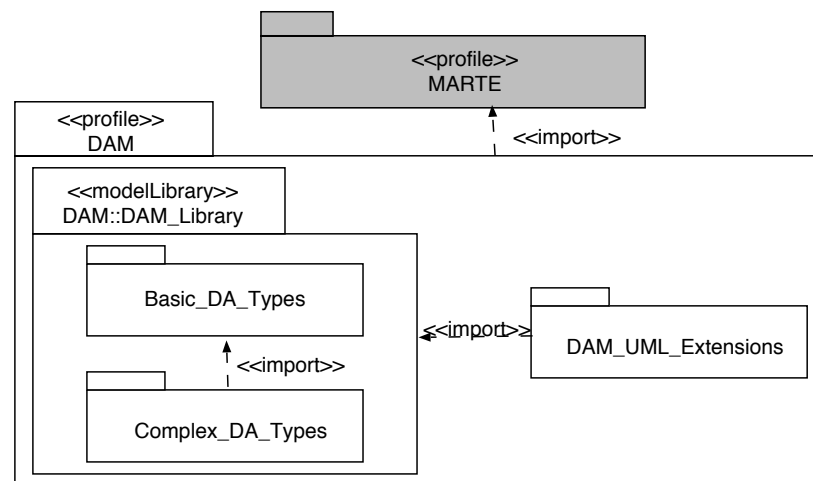 <<profile>>
MARTE
<<profile>>
DAM
<<import>>
<<modelLibrary>>
DAM::DAM_Library
Basic_DA_Types
<<import>>
<<import>>
DAM_UML_Extensions
Complex_DA_Types